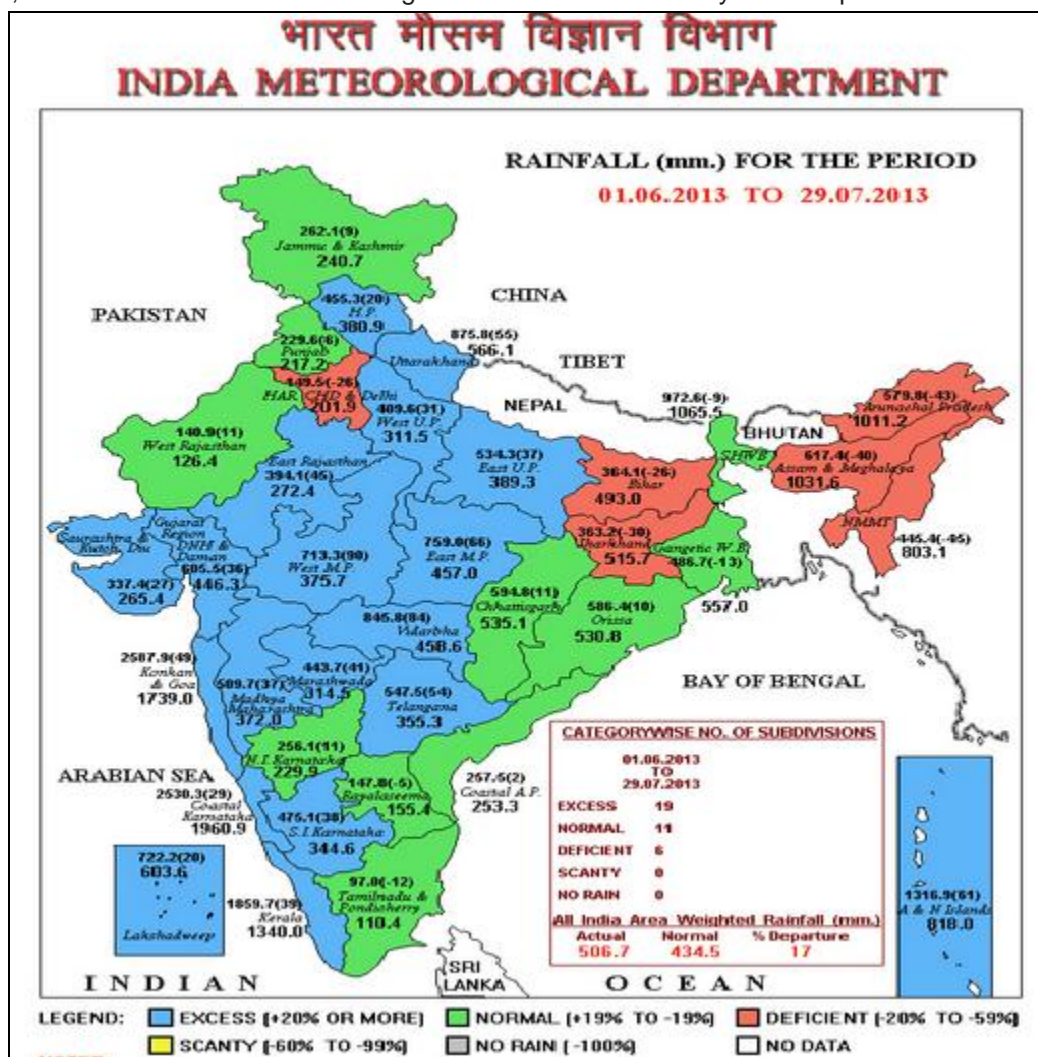 भारत मौसम विज्ञान विभाग
INDIA METEOROLOGICAL DEPARTMENT
RAINFALL (mm.) FOR THE PERIOD
01.06.2013 TO 29.07.2013
262.1(9)
Jammu & Kashmir
240.7
CHINA
PAKISTAN
455.3(20)
H.P.
380.9
875.8(55)
Uttarakhand
566.1
229.6(6)
Punjab
217.2
TIBET
149.5(-26)
HAR. CHD & Delhi
201.9
NEPAL
409.6(31)
West U.P.
311.5
972.6(-9)
1065.5
SHWB
BHUTAN
579.8(-43)
Arunachal Pradesh
1011.2
140.9(11)
West Rajasthan
126.4
617.4(-40)
Assam & Meghalaya
1031.6
East Rajasthan
394.1(45)
272.4
534.3(37)
East U.P.
389.3
364.1(-26)
Bihar
493.0
NMMT
445.4(-45)
803.1
Saurashtra & Kutch, Diu
337.4(27)
265.4
Gujarat
Region
DNH &
Daman
605.5(36)
446.3
713.3(90)
West M.P.
375.7
759.0(66)
East M.P.
457.0
363.2(-30)
Jharkhand
515.7
Gangetic W.B
486.7(-13)
557.0
594.8(11)
Chhattisgarh
535.1
586.4(10)
Orissa
530.8
845.8(84)
Vidarbha
458.6
2587.9(49)
Konkan
& Goa
1739.0
509.7(37)
Madhya
Maharashtra
372.0
443.7(41)
Marathwada
314.5
547.5(54)
Telangana
355.3
BAY OF BENGAL
ARABIAN SEA
256.1(11)
N.I. Karnataka
229.9
147.8(-5)
Rayalaseema
155.4
257.5(2)
Coastal A.P.
253.3
2530.3(29)
Coastal
Karnataka
1960.9
475.1(38)
S.I. Karnataka
344.6
722.2(20)
603.6
Lakshadweep
1859.7(39)
Kerala
1340.0
97.0(-12)
Tamilnadu &
Pondicherry
110.4
CATEGORYWISE NO. OF SUBDIVISIONS
01.06.2013
TO
29.07.2013
EXCESS 19
NORMAL 11
DEFICIENT 6
SCANTY 0
NO RAIN 0
All India Area Weighted Rainfall (mm.)
Actual Normal % Departure
506.7 434.5 17
1316.9(61)
A & N Islands
818.0
SRI
LANKA
INDIAN OCEAN
LEGEND: EXCESS (+20% OR MORE) NORMAL (+19% TO -19%) DEFICIENT (-20% TO -59%)
SCANTY (-60% TO -99%) NO RAIN (-100%) NO DATA